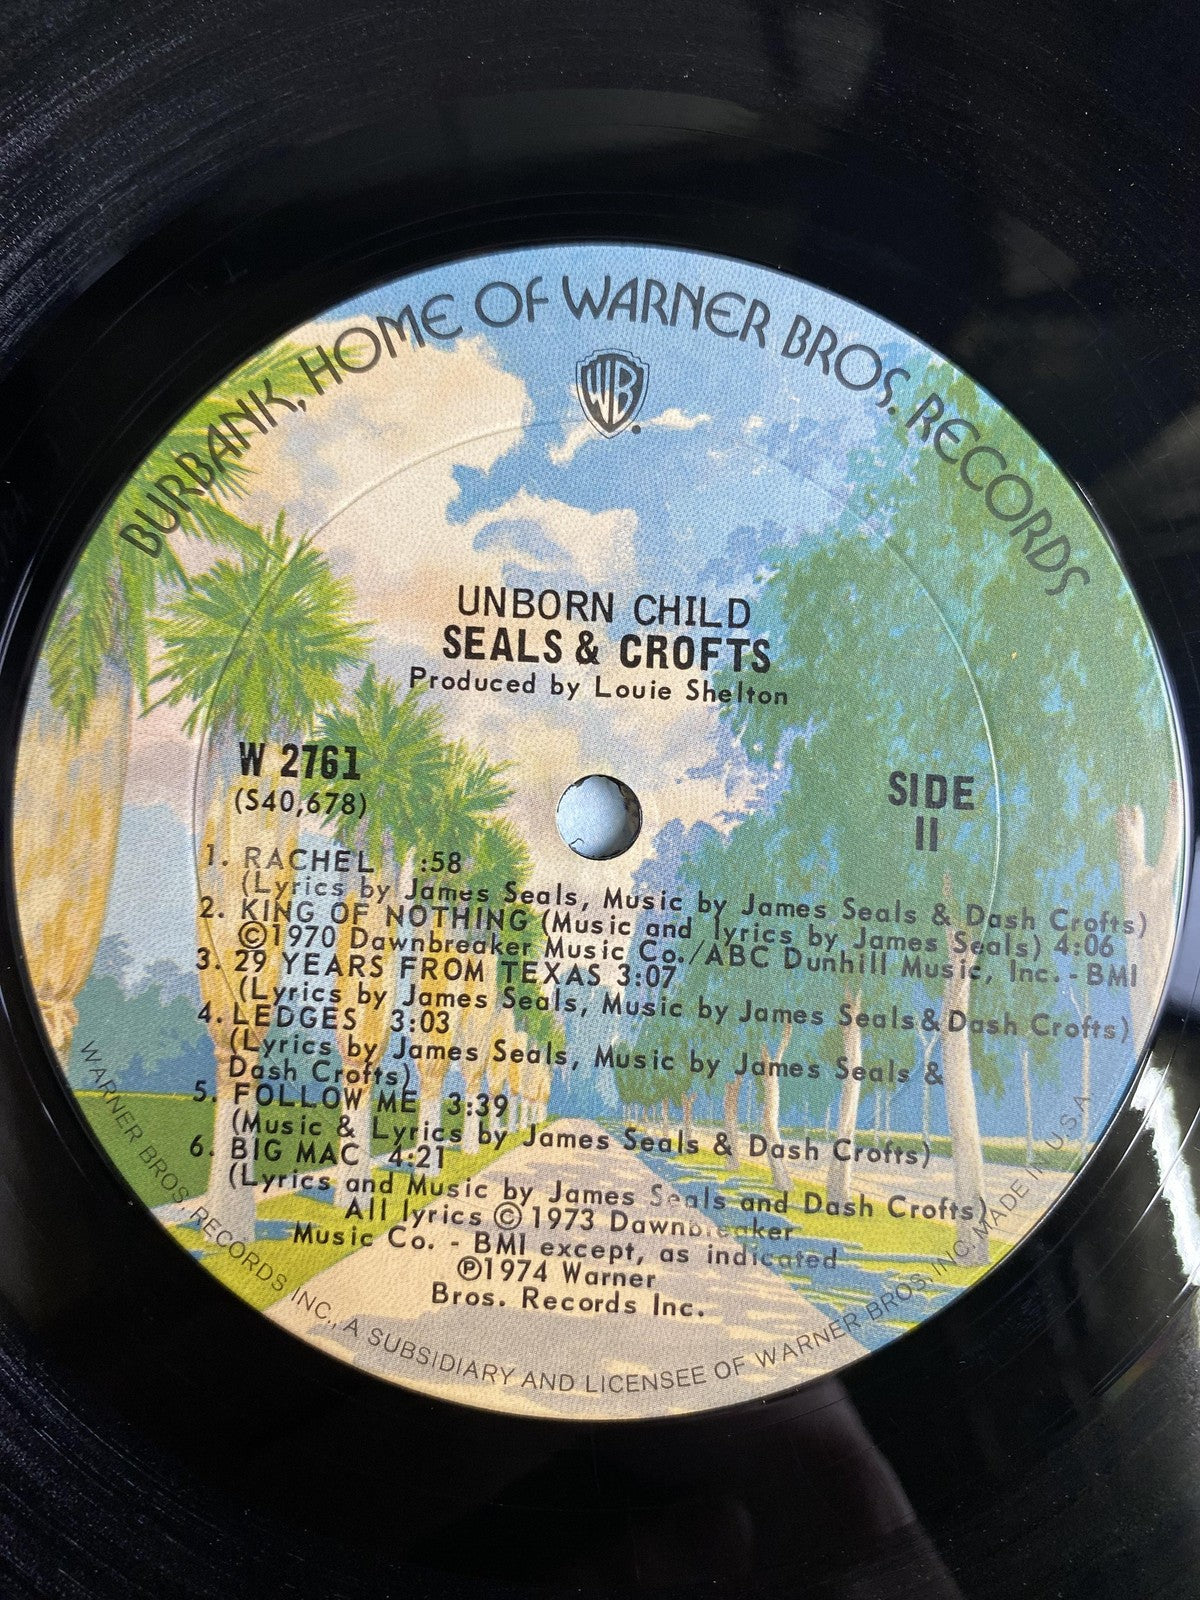 BURBANK, HOME OF WARNER BROS. RECORDS
WB
UNBORN CHILD
SEALS & CROFTS
Produced by Louie Shelton
W 2761
(S40,678)
SIDE
II
1. RACHEL :58
(Lyrics by James Seals, Music by James Seals & Dash Crofts)
2. KING OF NOTHING (Music and lyrics by James Seals) 4:06
©1970 Dawnbreaker Music Co./ABC Dunhill Music, Inc. - BMI
3. 29 YEARS FROM TEXAS 3:07
(Lyrics by James Seals, Music by James Seals & Dash Crofts)
4. LEDGES 3:03
(Lyrics by James Seals, Music by James Seals &
Dash Crofts)
5. FOLLOW ME 3:39
(Music & Lyrics by James Seals & Dash Crofts)
6. BIG MAC 4:21
(Lyrics and Music by James Seals and Dash Crofts)
All lyrics © 1973 Dawnbreaker
Music Co. - BMI except, as indicated
℗1974 Warner
Bros. Records Inc.
WARNER BROS. RECORDS INC., A SUBSIDIARY AND LICENSEE OF WARNER BROS. INC. MADE IN U.S.A.